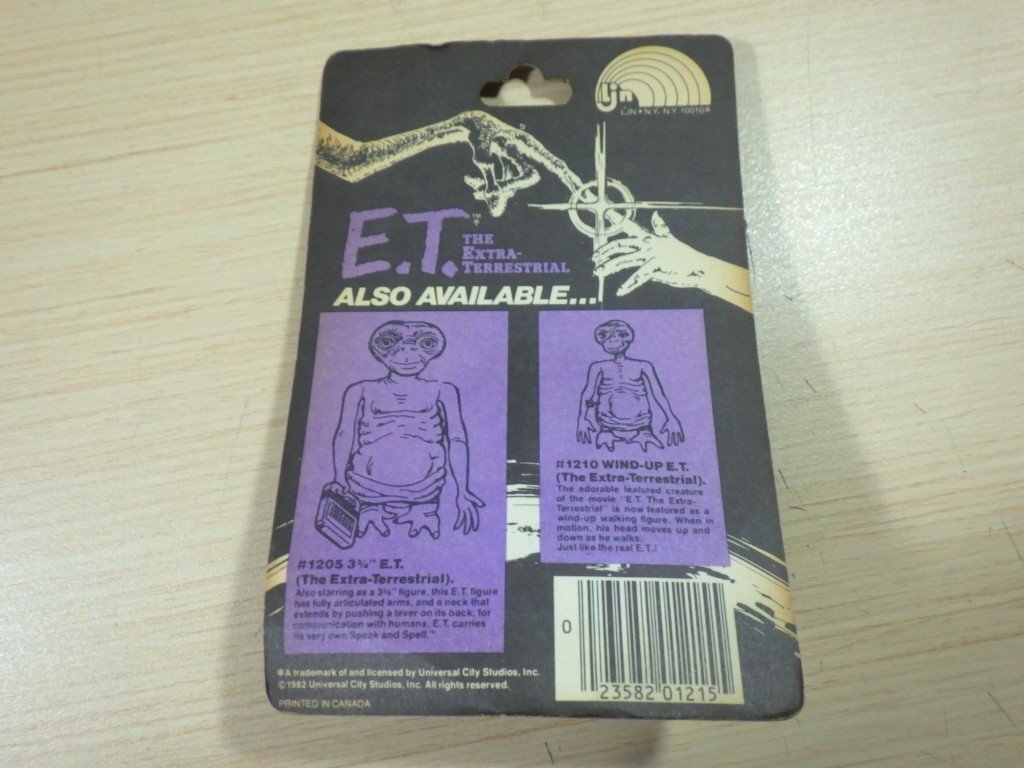 LJN
LJN • N.Y. N.Y. 10010®
E.T.™*
THE
EXTRA-
TERRESTRIAL
ALSO AVAILABLE...
#1205 3¾" E.T.
(The Extra-Terrestrial).
Also starring as a 3¾" figure, this E.T. figure
has fully articulated arms, and a neck that
extends by pushing a lever on its back, for
communication with humans. E.T. carries
his very own Speak and Spell.™
#1210 WIND-UP E.T.
(The Extra-Terrestrial).
The adorable featured creature
of the movie "E.T. The Extra-
Terrestrial" is now featured as a
wind-up walking figure. When in
motion, his head moves up and
down as he walks.
Just like the real E.T.!
0 23582 01215
*A trademark of and licensed by Universal City Studios, Inc.
©1982 Universal City Studios, Inc. All rights reserved.
PRINTED IN CANADA